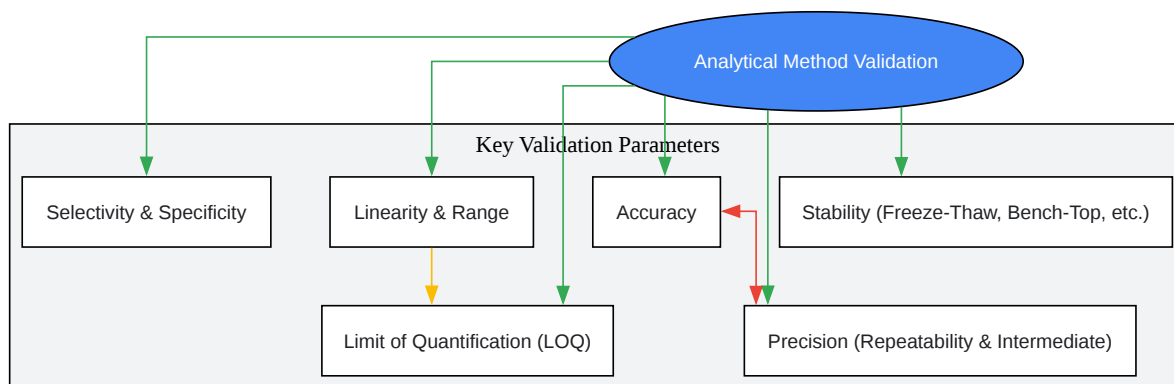 Analytical Method Validation
Key Validation Parameters
Selectivity & Specificity
Linearity & Range
Accuracy
Stability (Freeze-Thaw, Bench-Top, etc.)
Limit of Quantification (LOQ)
Precision (Repeatability & Intermediate)